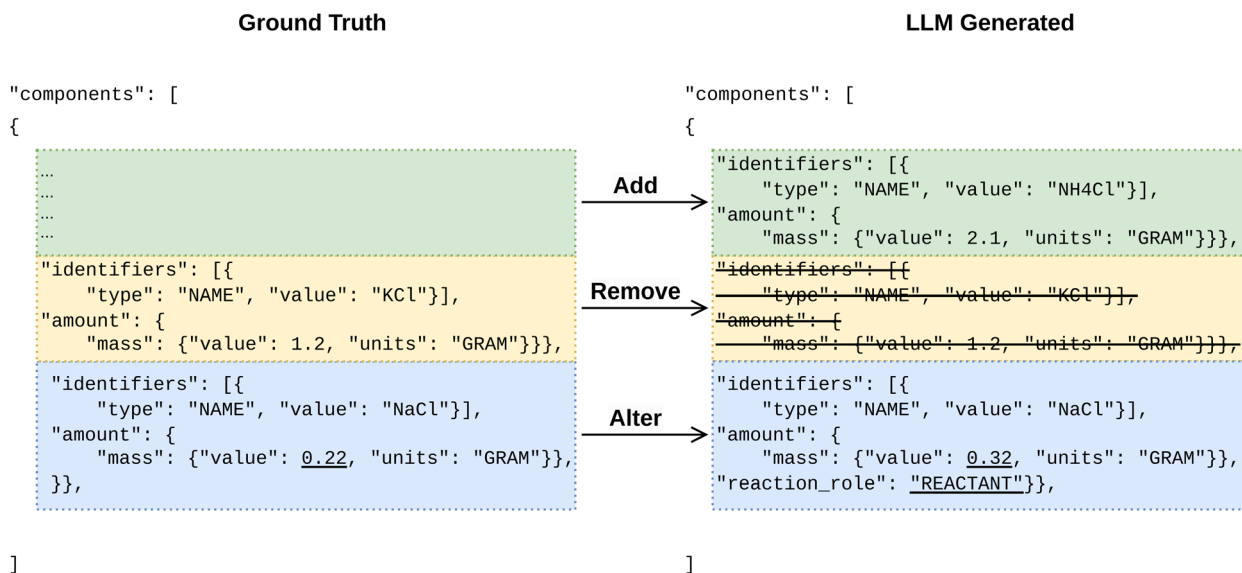 Ground Truth
"components": [
{
...
...
...
...
"identifiers": [{
"type": "NAME", "value": "KCl"}],
"amount": {
"mass": {"value": 1.2, "units": "GRAM"}}},
"identifiers": [{
"type": "NAME", "value": "NaCl"}],
"amount": {
"mass": {"value": 0.22, "units": "GRAM"}},
}},
]
Add
Remove
Alter
LLM Generated
"components": [
{
"identifiers": [{
"type": "NAME", "value": "NH4Cl"}],
"amount": {
"mass": {"value": 2.1, "units": "GRAM"}}},
"identifiers": [{
"type": "NAME", "value": "KCl"}],
"amount": {
"mass": {"value": 1.2, "units": "GRAM"}}},
"identifiers": [{
"type": "NAME", "value": "NaCl"}],
"amount": {
"mass": {"value": 0.32, "units": "GRAM"}},
"reaction_role": "REACTANT"}},
]